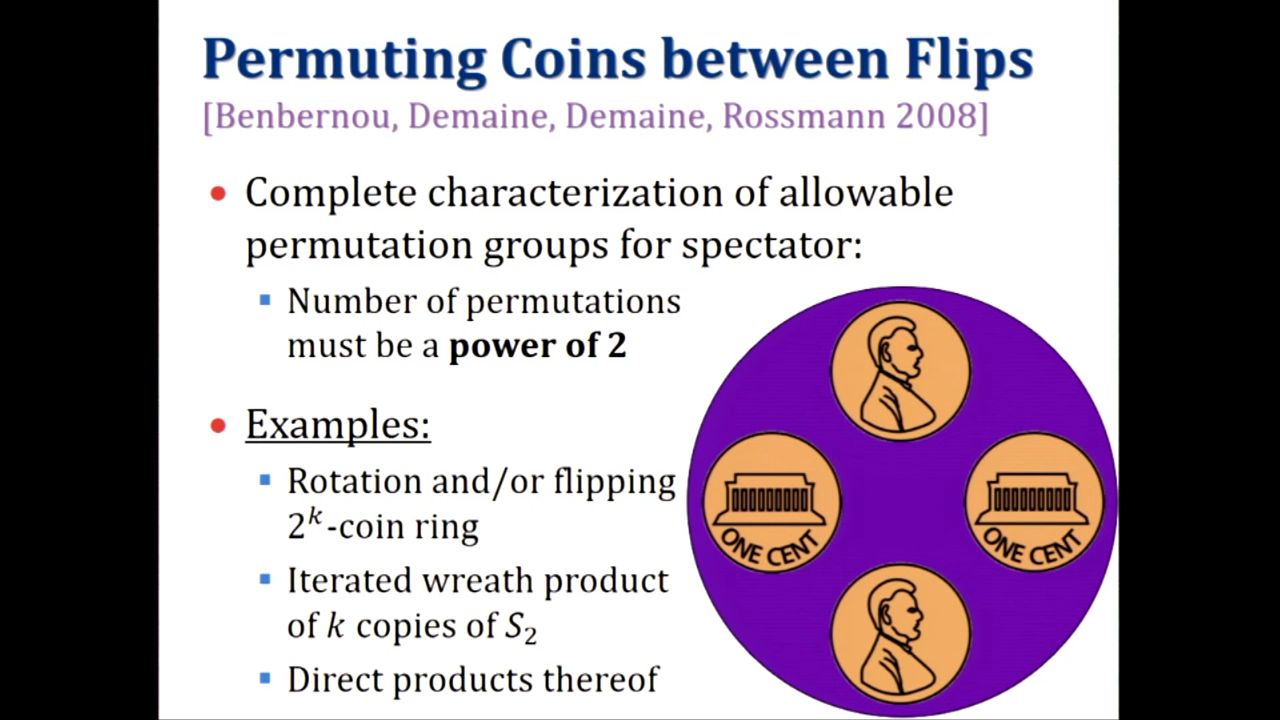 Permuting Coins between Flips
[Benbernou, Demaine, Demaine, Rossmann 2008]
• Complete characterization of allowable
permutation groups for spectator:
▪ Number of permutations
must be a power of 2
• Examples:
▪ Rotation and/or flipping
2ᵏ-coin ring
▪ Iterated wreath product
of k copies of S₂
▪ Direct products thereof
ONE CENT
ONE CENT